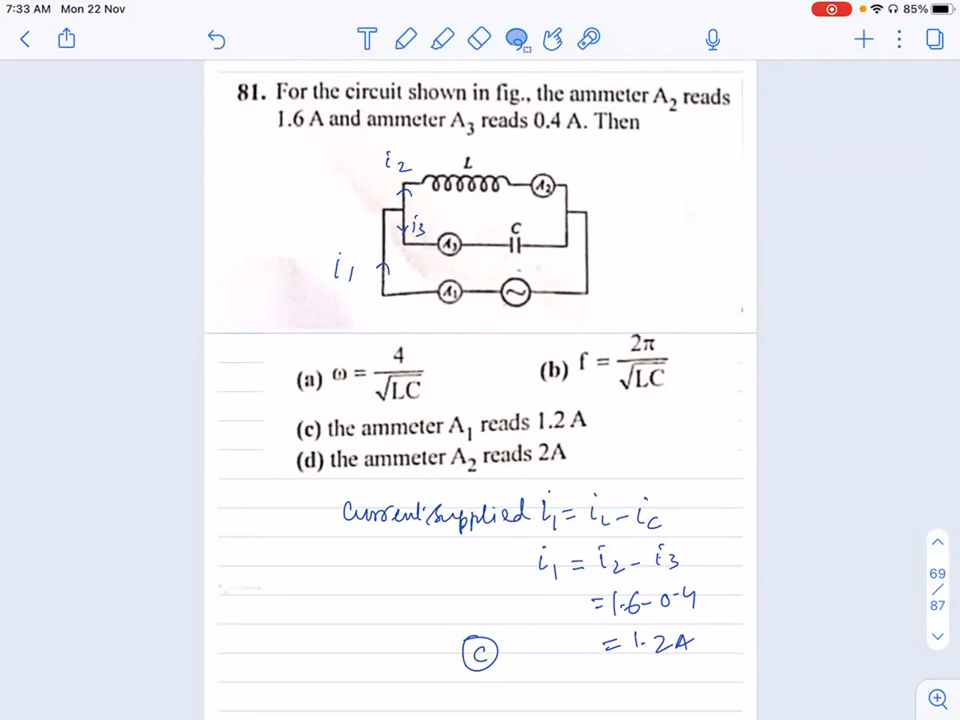 7:33 AM Mon 22 Nov
85%
81. For the circuit shown in fig., the ammeter A₂ reads
1.6 A and ammeter A₃ reads 0.4 A. Then
i₂
L
A₂
i₃
C
A₃
i₁
A₁
(a) ω = 4/√LC
(b) f = 2π/√LC
(c) the ammeter A₁ reads 1.2 A
(d) the ammeter A₂ reads 2A
Current supplied i₁ = i_L - i_C
i₁ = i₂ - i₃
= 1.6 - 0.4
= 1.2A
C
69
/
87